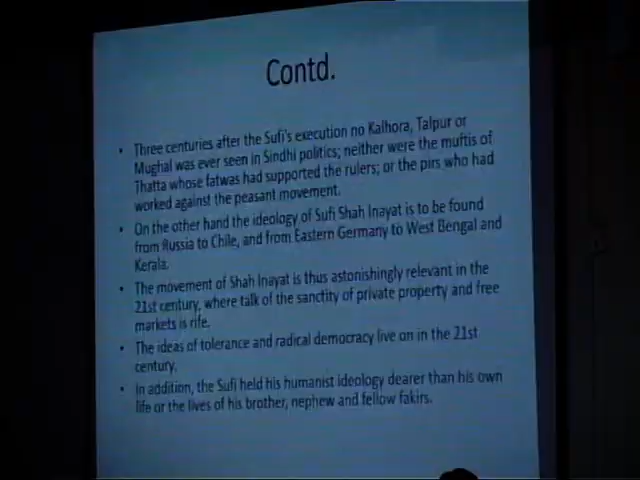 Contd.
• Three centuries after the Sufi's execution no Kalhora, Talpur or
Mughal was ever seen in Sindhi politics; neither were the muftis of
Thatta whose fatwas had supported the rulers; or the pirs who had
worked against the peasant movement.
• On the other hand the ideology of Sufi Shah Inayat is to be found
from Russia to Chile, and from Eastern Germany to West Bengal and
Kerala.
• The movement of Shah Inayat is thus astonishingly relevant in the
21st century, where talk of the sanctity of private property and free
markets is rife.
• The ideas of tolerance and radical democracy live on in the 21st
century.
• In addition, the Sufi held his humanist ideology dearer than his own
life or the lives of his brother, nephew and fellow fakirs.